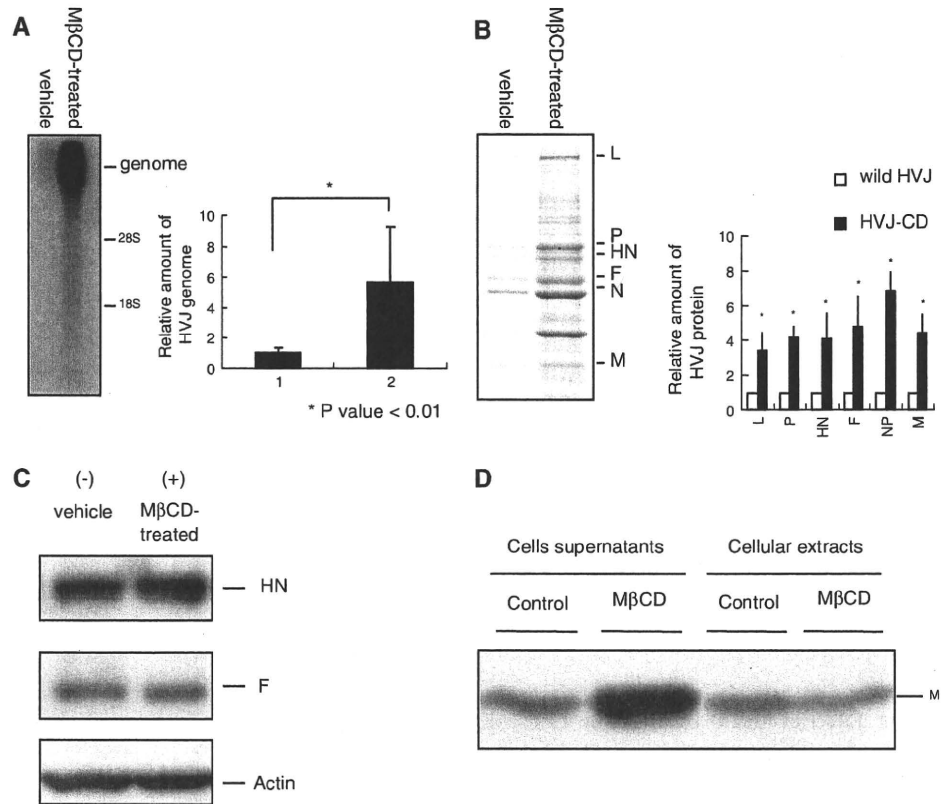 A
vehicle
MβCD-treated
genome
28S
18S
Relative amount of
HVJ genome
10
8
6
4
2
0
*
1
2
* P value < 0.01
B
vehicle
MβCD-treated
L
P
HN
F
N
M
wild HVJ
HVJ-CD
Relative amount of
HVJ protein
10
8
6
4
2
0
* * * * * *
L
P
HN
F
NP
M
C
(-)
(+)
vehicle
MβCD-
treated
HN
F
Actin
D
Cells supernatants
Cellular extracts
Control
MβCD
Control
MβCD
M